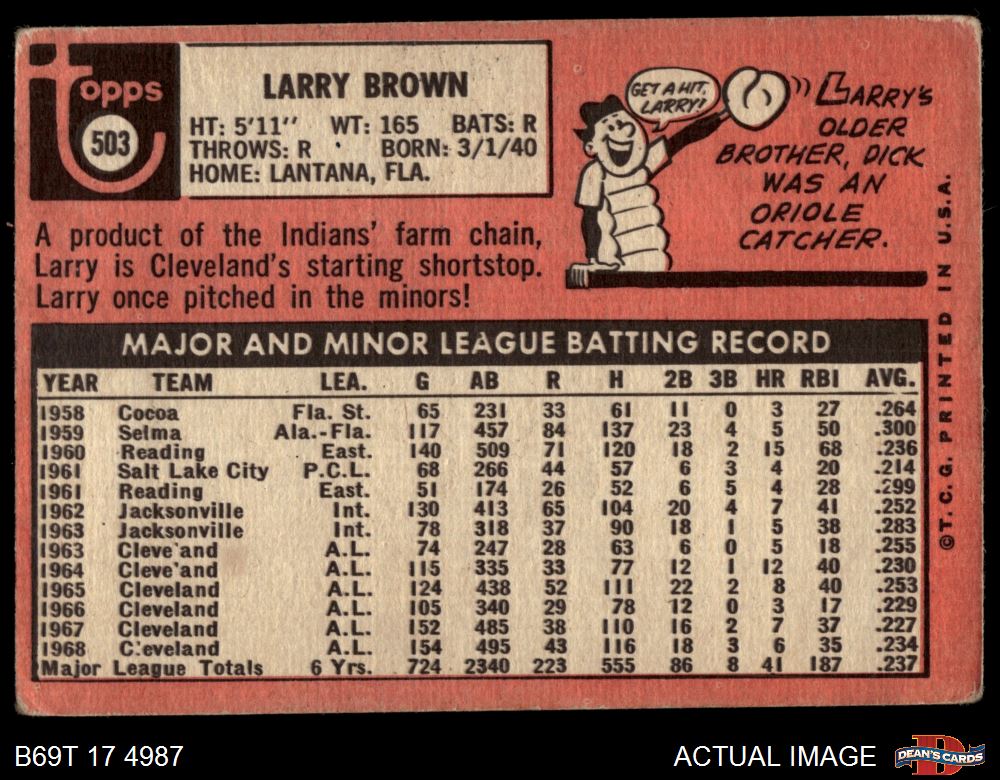 Topps
503
LARRY BROWN
HT: 5'11" WT: 165 BATS: R
THROWS: R BORN: 3/1/40
HOME: LANTANA, FLA.
A product of the Indians' farm chain,
Larry is Cleveland's starting shortstop.
Larry once pitched in the minors!
GET A HIT,
LARRY!
LARRY'S
OLDER
BROTHER, DICK
WAS AN
ORIOLE
CATCHER.
©T.C.G. PRINTED IN U.S.A.
MAJOR AND MINOR LEAGUE BATTING RECORD
YEAR TEAM LEA. G AB R H 2B 3B HR RBI AVG.
1958 Cocoa Fla. St. 65 231 33 61 11 0 3 27 .264
1959 Selma Ala.-Fla. 117 457 84 137 23 4 5 50 .300
1960 Reading East. 140 509 71 120 18 2 15 68 .236
1961 Salt Lake City P.C.L. 68 266 44 57 6 3 4 20 .214
1961 Reading East. 51 174 26 52 6 5 4 28 .299
1962 Jacksonville Int. 130 413 65 104 20 4 7 41 .252
1963 Jacksonville Int. 78 318 37 90 18 1 5 38 .283
1963 Cleve'and A.L. 74 247 28 63 6 0 5 18 .255
1964 Cleve'and A.L. 115 335 33 77 12 1 12 40 .230
1965 Cleveland A.L. 124 438 52 111 22 2 8 40 .253
1966 Cleveland A.L. 105 340 29 78 12 0 3 17 .229
1967 Cleveland A.L. 152 485 38 110 16 2 7 37 .227
1968 C.eveland A.L. 154 495 43 116 18 3 6 35 .234
Major League Totals 6 Yrs. 724 2340 223 555 86 8 41 187 .237
B69T 17 4987
ACTUAL IMAGE
DEAN'S CARDS